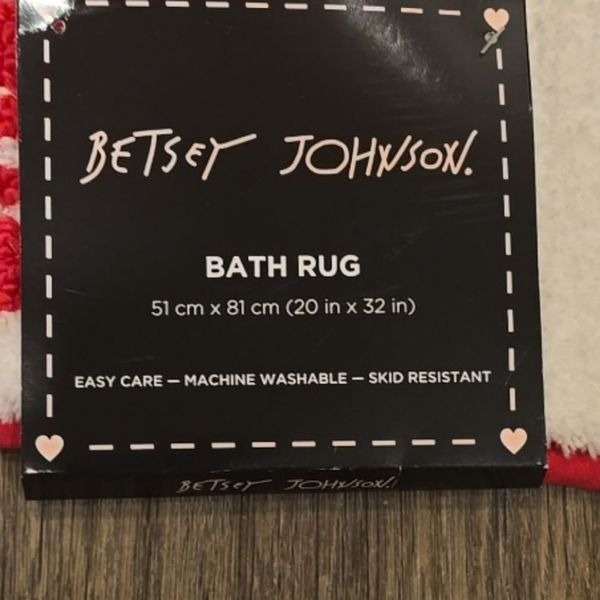 BETSEY JOHNSON.
BATH RUG
51 cm x 81 cm (20 in x 32 in)
EASY CARE — MACHINE WASHABLE — SKID RESISTANT
BETSEY JOHNSON.